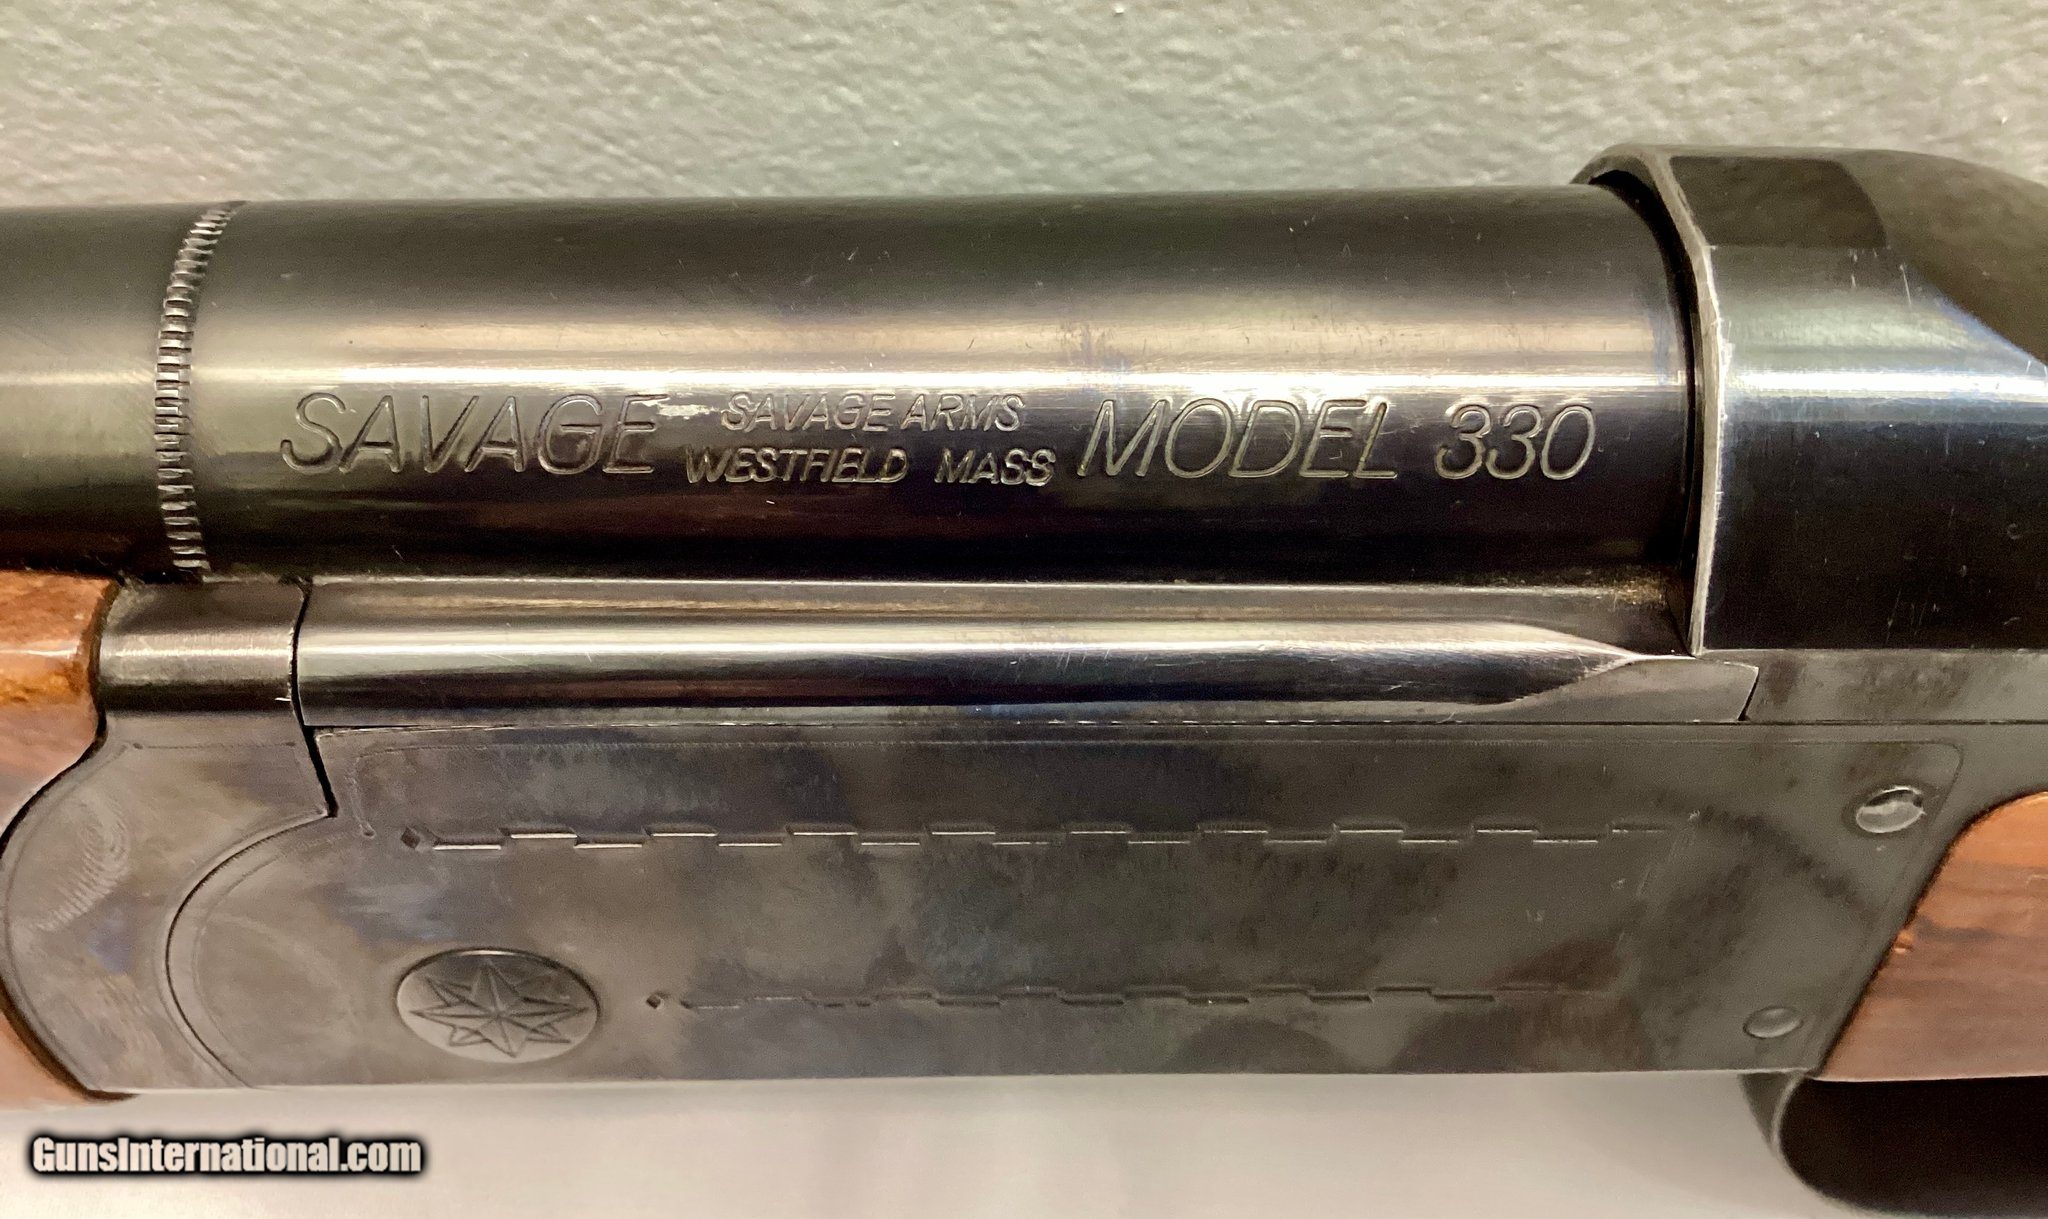 SAVAGE SAVAGE ARMS MODEL 330
WESTFIELD MASS
GunsInternational.com